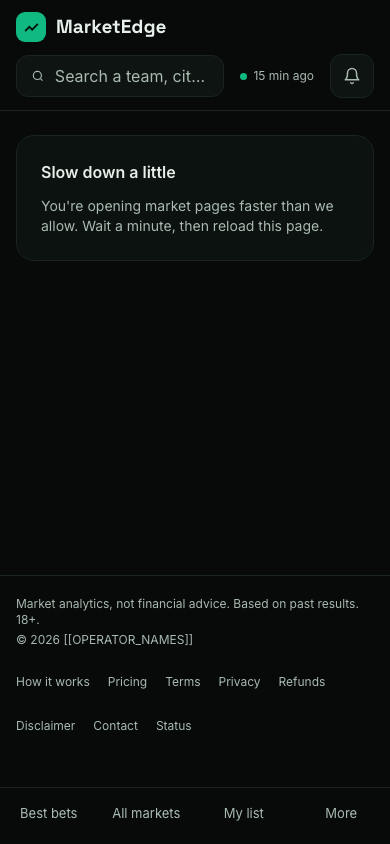 MarketEdge
Search a team, cit...
15 min ago
Slow down a little
You're opening market pages faster than we
allow. Wait a minute, then reload this page.
Market analytics, not financial advice. Based on past results.
18+.
© 2026 [[OPERATOR_NAMES]]
How it works Pricing Terms Privacy Refunds
Disclaimer Contact Status
Best bets All markets My list More